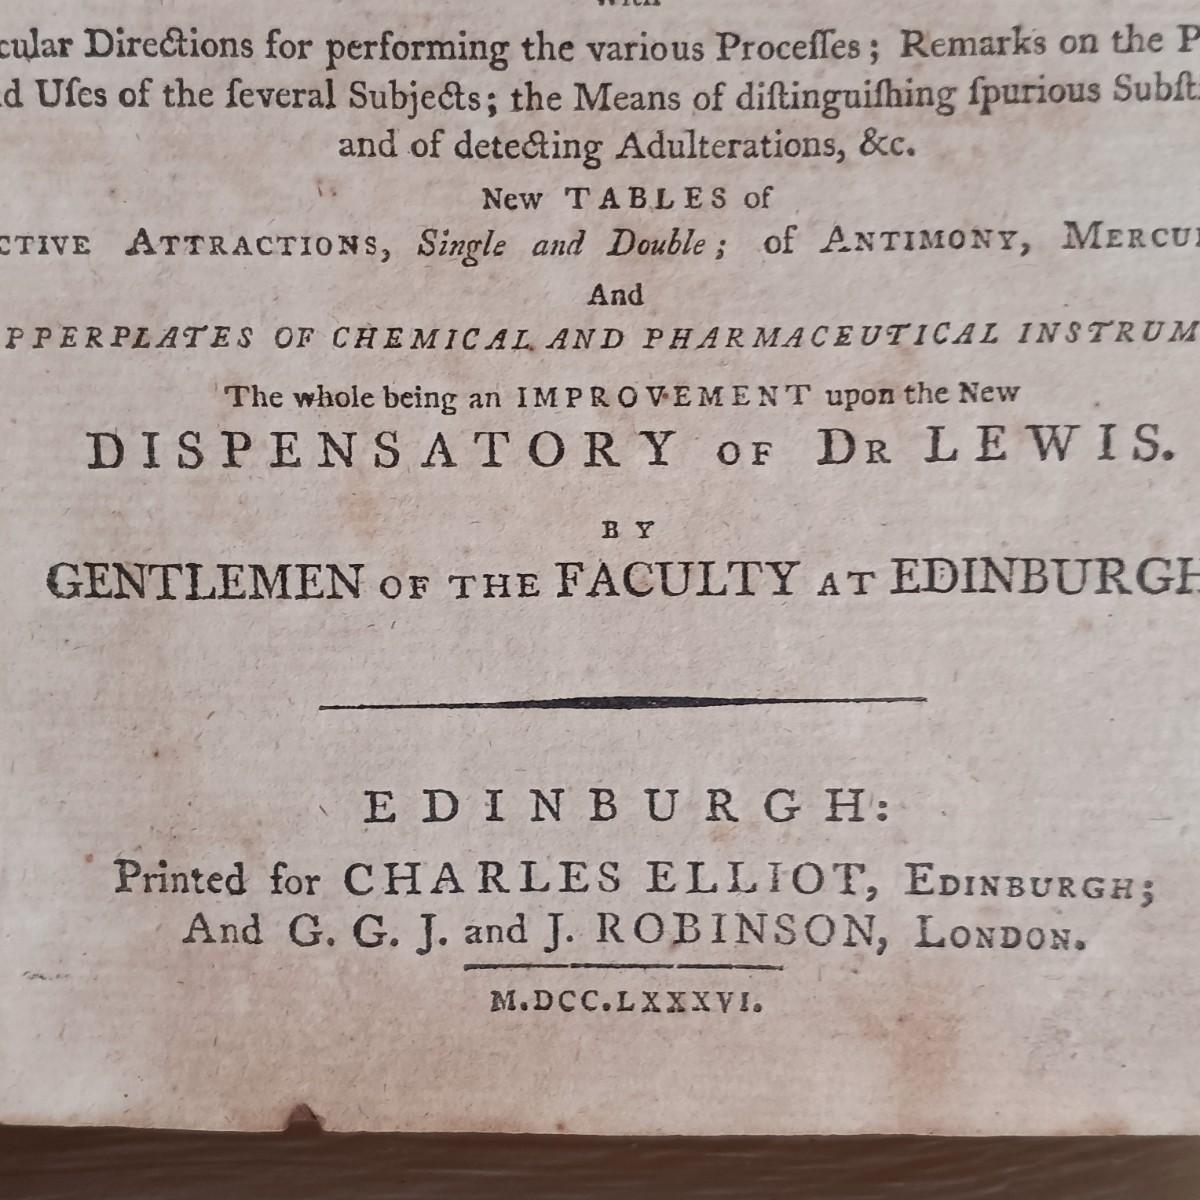 With
cular Directions for performing the various Proceſſes; Remarks on the P
d Uſes of the ſeveral Subjects; the Means of diſtinguiſhing ſpurious Subſt
and of detecting Adulterations, &c.
New TABLES of
CTIVE ATTRACTIONS, Single and Double; of ANTIMONY, MERCU
And
PPERPLATES OF CHEMICAL AND PHARMACEUTICAL INSTRUM
The whole being an IMPROVEMENT upon the New
DISPENSATORY OF DR LEWIS.
BY
GENTLEMEN OF THE FACULTY AT EDINBURGH
EDINBURGH:
Printed for CHARLES ELLIOT, EDINBURGH;
And G. G. J. and J. ROBINSON, LONDON.
M.DCC.LXXXVI.